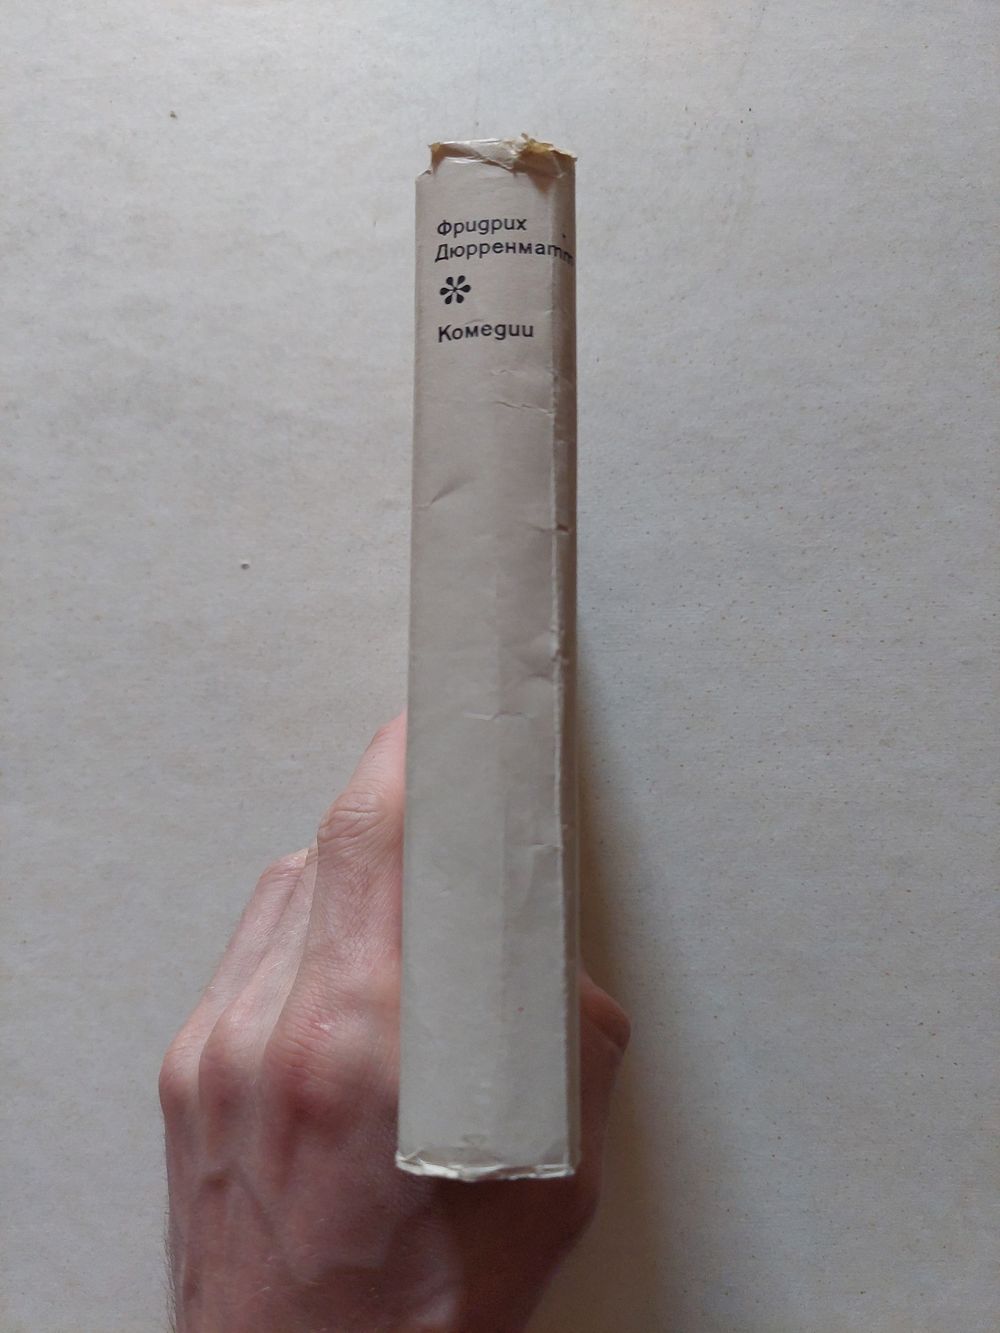 Фридрих
Дюрренматт
Комедии